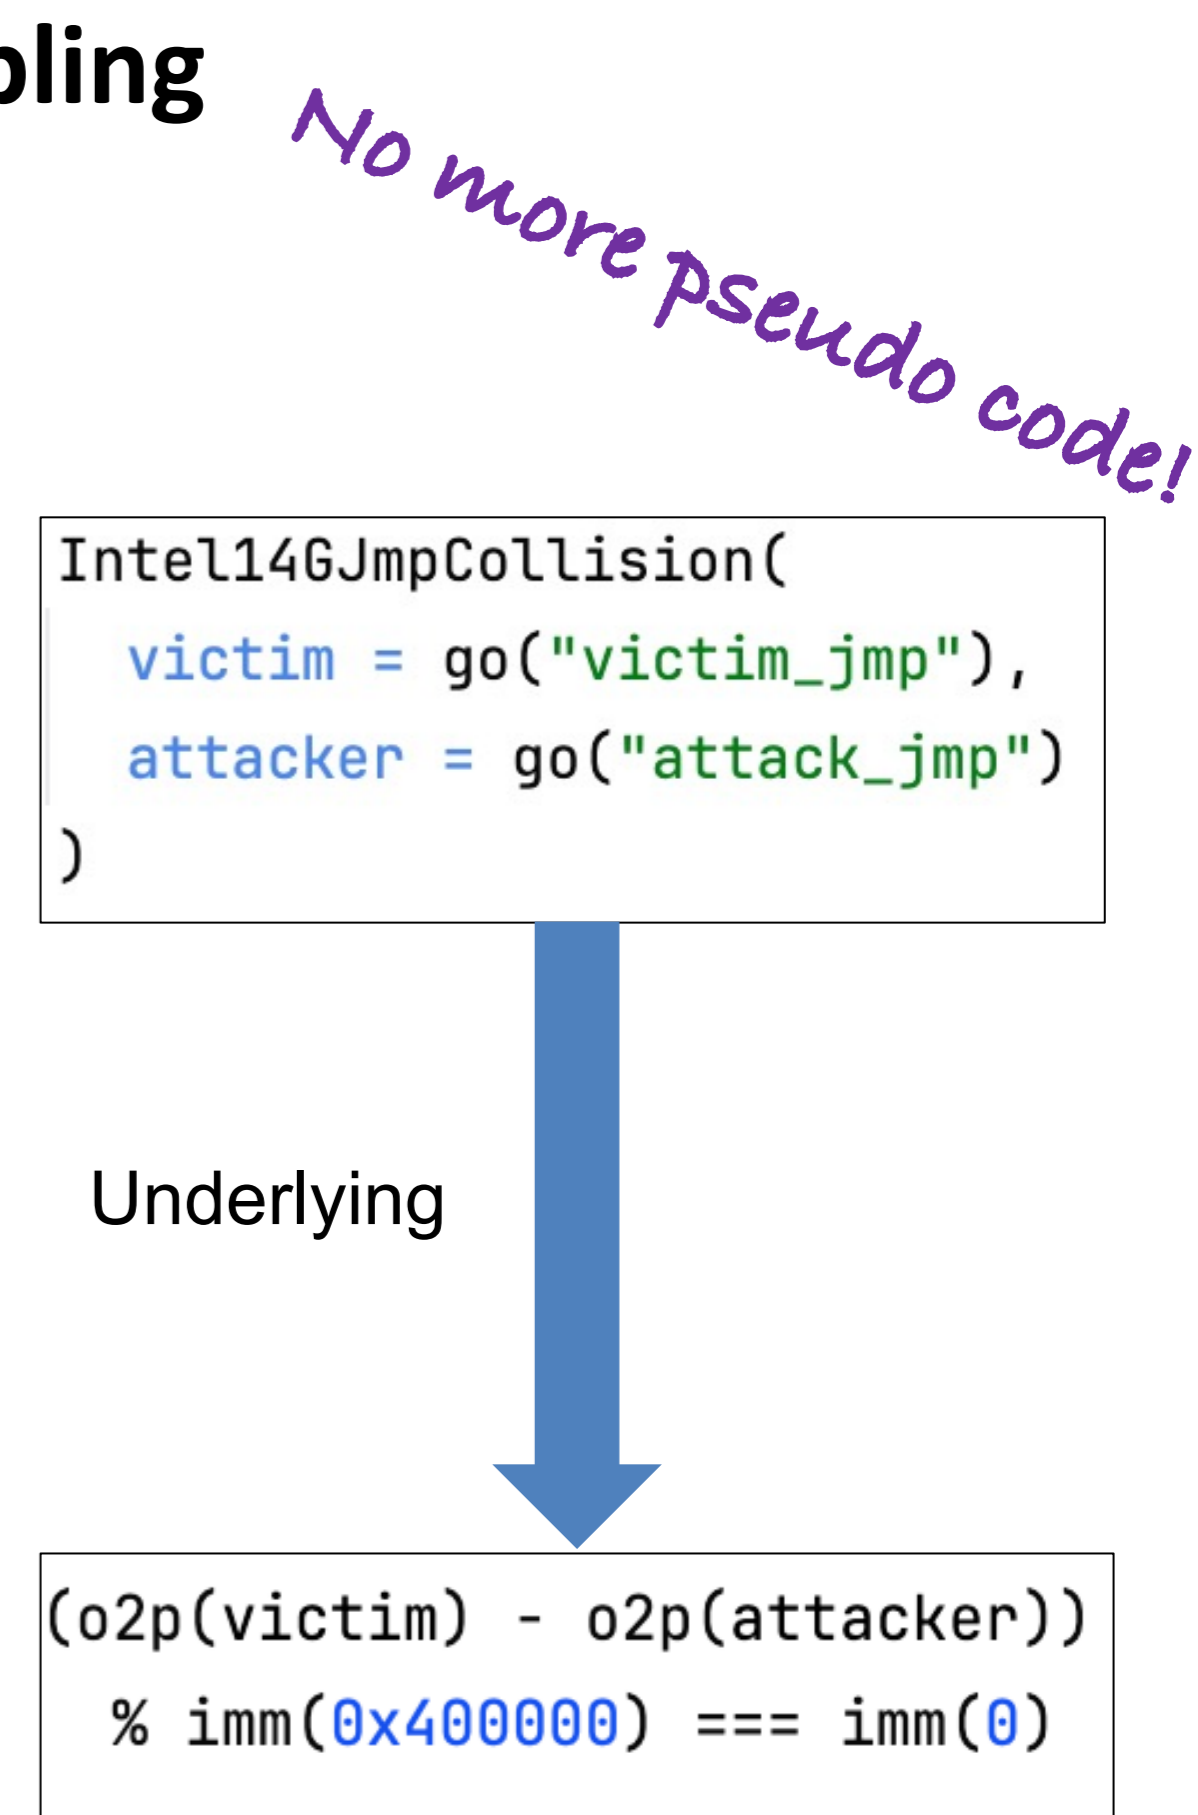 bling
No more pseudo code!
Intel14GJmpCollision(
victim = go("victim_jmp"),
attacker = go("attack_jmp")
)
Underlying
(o2p(victim) - o2p(attacker))
% imm(0x400000) === imm(0)